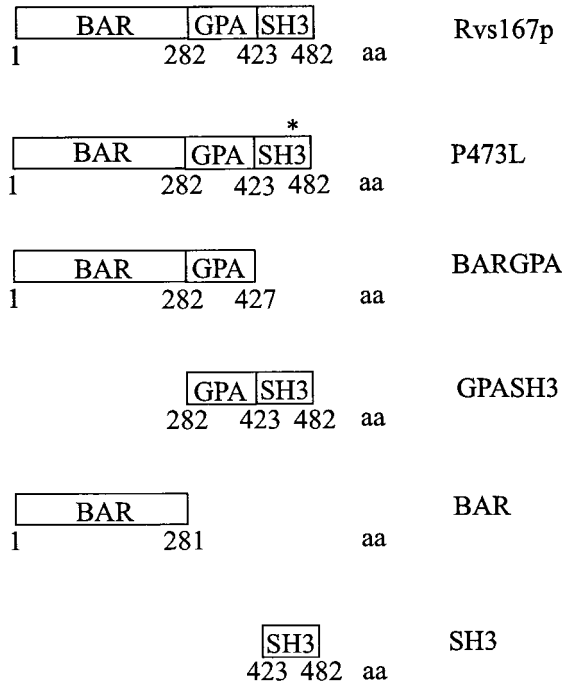 BAR GPA SH3 Rvs167p
1 282 423 482 aa
*
BAR GPA SH3 P473L
1 282 423 482 aa
BAR GPA BARGPA
1 282 427 aa
GPA SH3 GPASH3
282 423 482 aa
BAR BAR
1 281 aa
SH3 SH3
423 482 aa